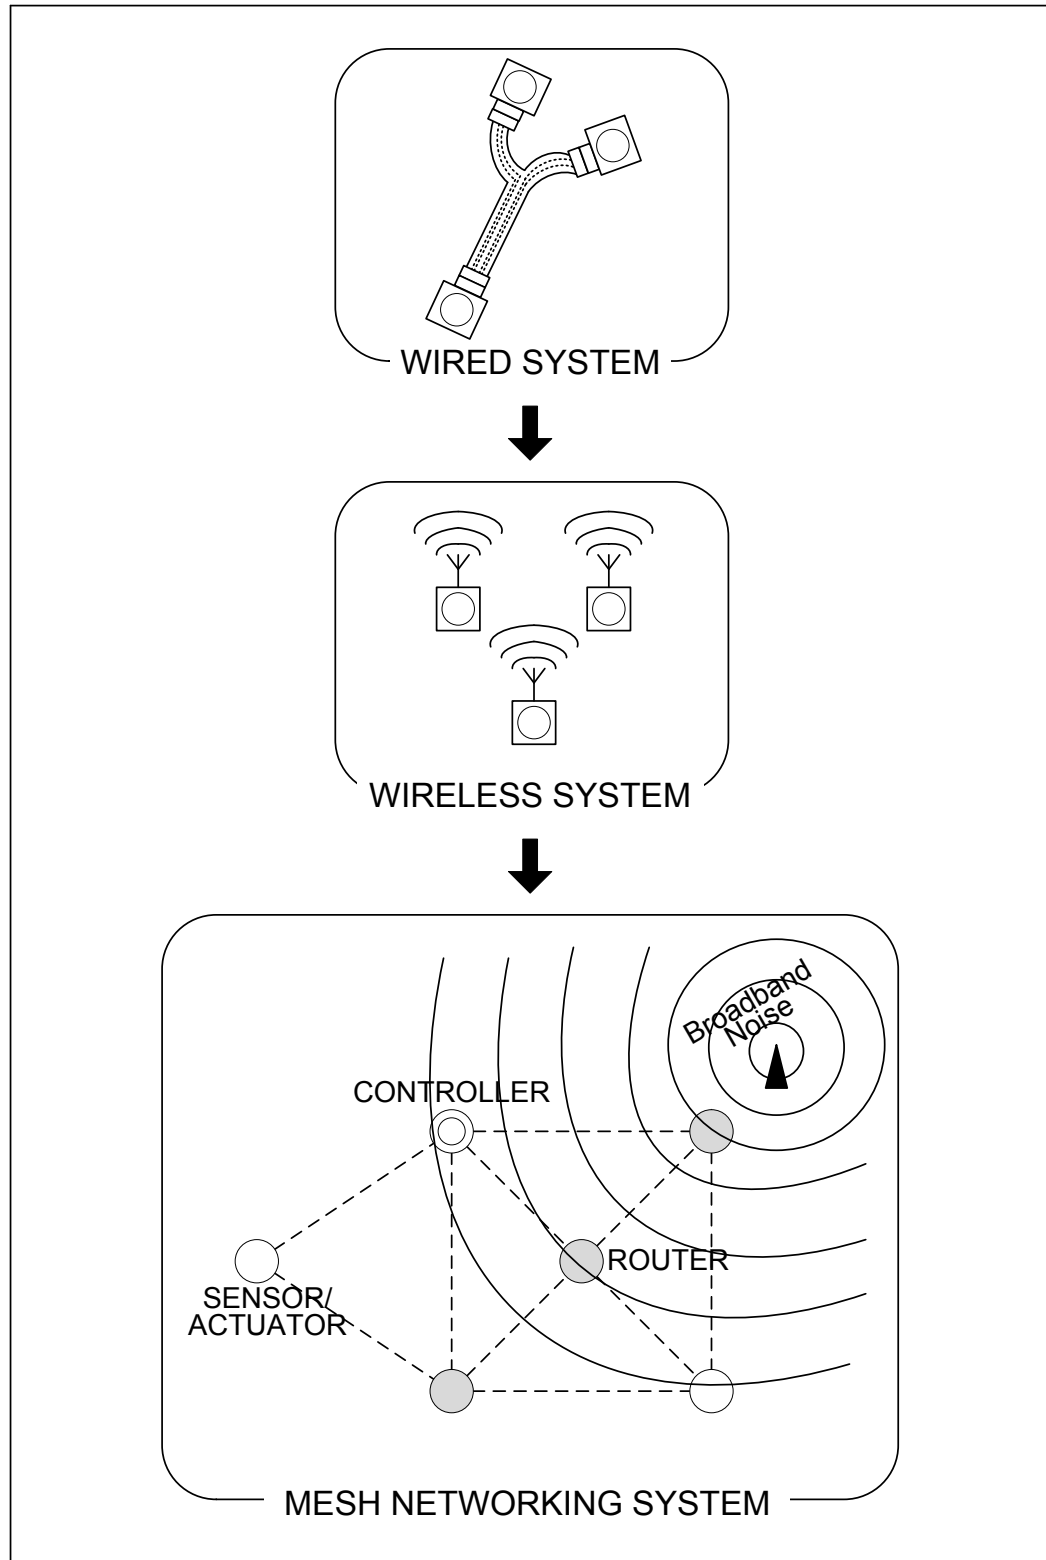 WIRED SYSTEM
WIRELESS SYSTEM
Broadband
Noise
CONTROLLER
ROUTER
SENSOR/
ACTUATOR
MESH NETWORKING SYSTEM